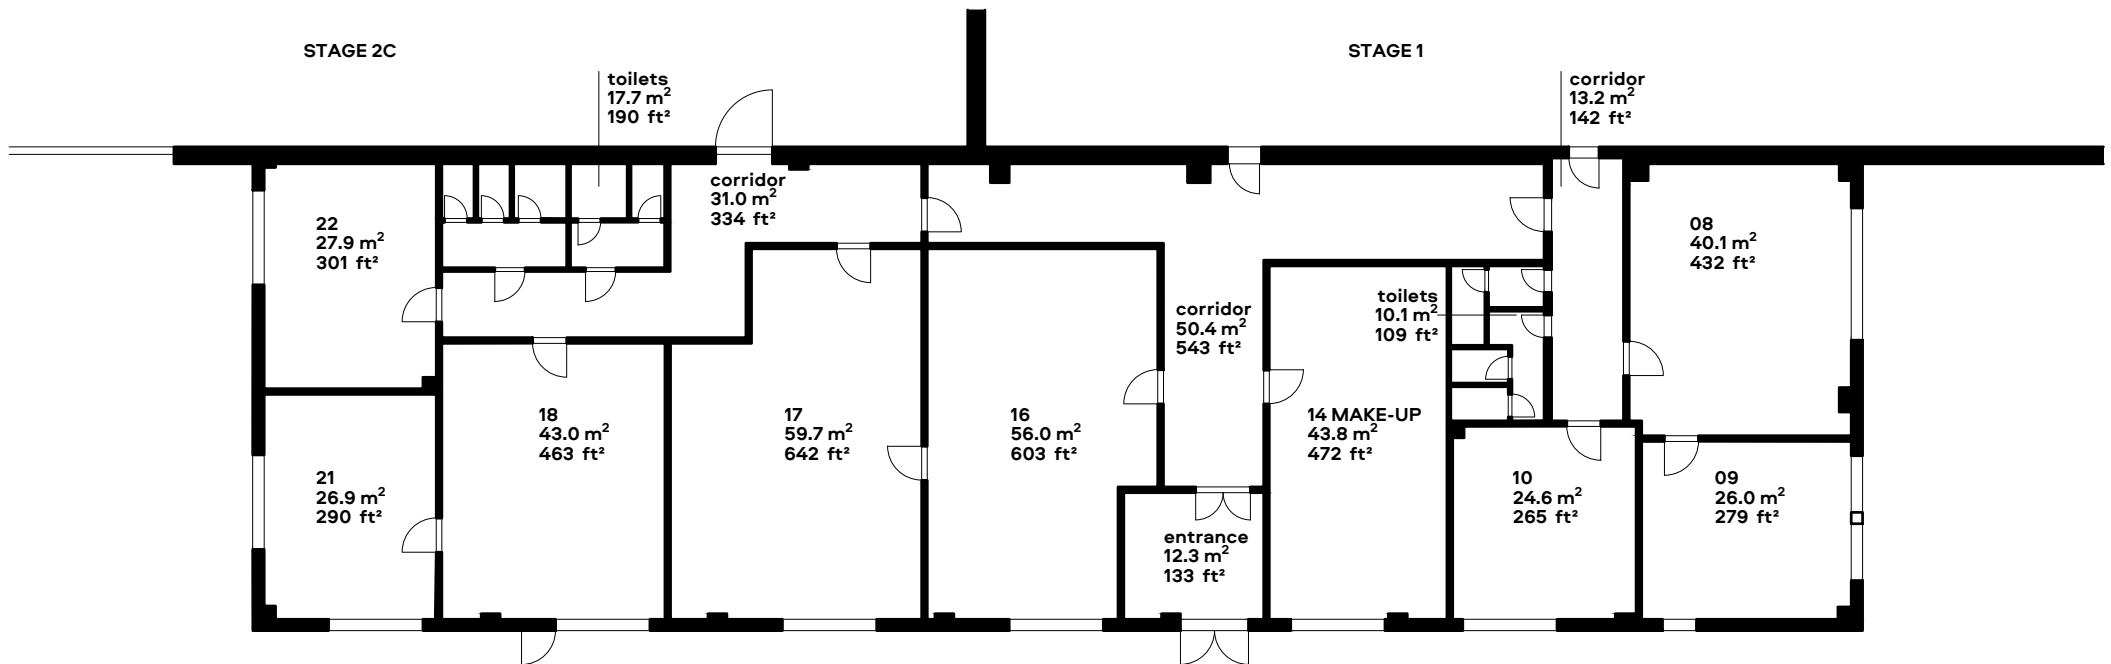 STAGE 2C
STAGE 1
toilets
17.7 m²
190 ft²
corridor
13.2 m²
142 ft²
corridor
31.0 m²
334 ft²
22
27.9 m²
301 ft²
08
40.1 m²
432 ft²
corridor
50.4 m²
543 ft²
toilets
10.1 m²
109 ft²
18
43.0 m²
463 ft²
17
59.7 m²
642 ft²
16
56.0 m²
603 ft²
14 MAKE-UP
43.8 m²
472 ft²
21
26.9 m²
290 ft²
10
24.6 m²
265 ft²
09
26.0 m²
279 ft²
entrance
12.3 m²
133 ft²